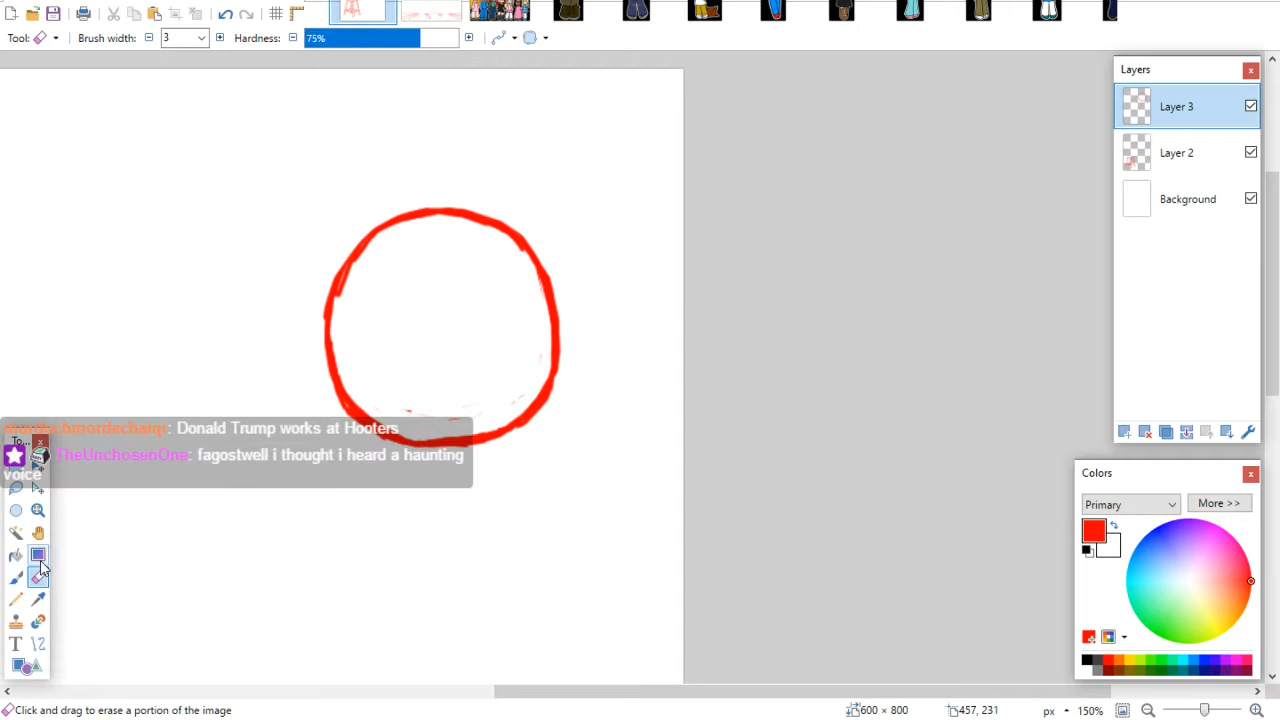 Tool:
Brush width:
3
Hardness:
75%
Layers
Layer 3
Layer 2
Background
: Donald Trump works at Hooters
To...
TheUnchosenOne: fagostwell i thought i heard a haunting
voice
Colors
Primary
More >>
Click and drag to erase a portion of the image
600 × 800
457, 231
px
150%